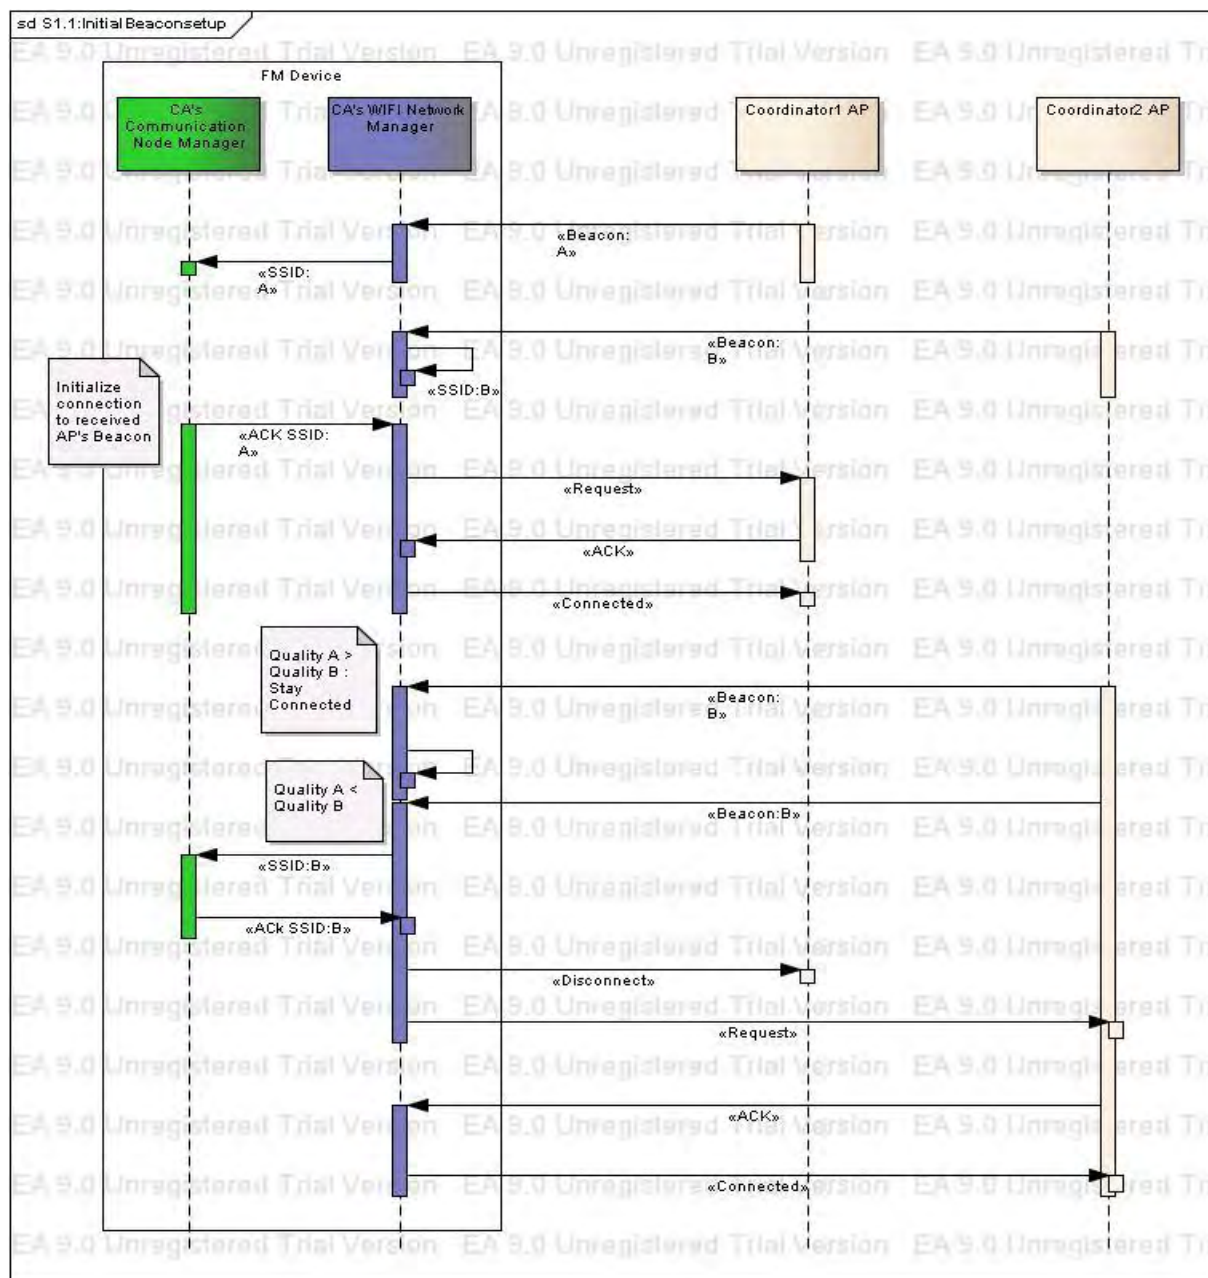 sd S1.1:InitialBeaconsetup
FM Device
CA's
Communication
Node Manager
CA's WIFI Network
Manager
Coordinator1 AP
Coordinator2 AP
«Beacon:
A»
«SSID:
A»
«Beacon:
B»
«SSID:B»
Initialize
connection
to received
AP's Beacon
«ACK SSID:
A»
«Request»
«ACK»
«Connected»
Quality A >
Quality B :
Stay
Connected
«Beacon:
B»
Quality A <
Quality B
«Beacon:B»
«SSID:B»
«ACk SSID:B»
«Disconnect»
«Request»
«ACK»
«Connected»
EA 9.0 Unregistered Trial Version